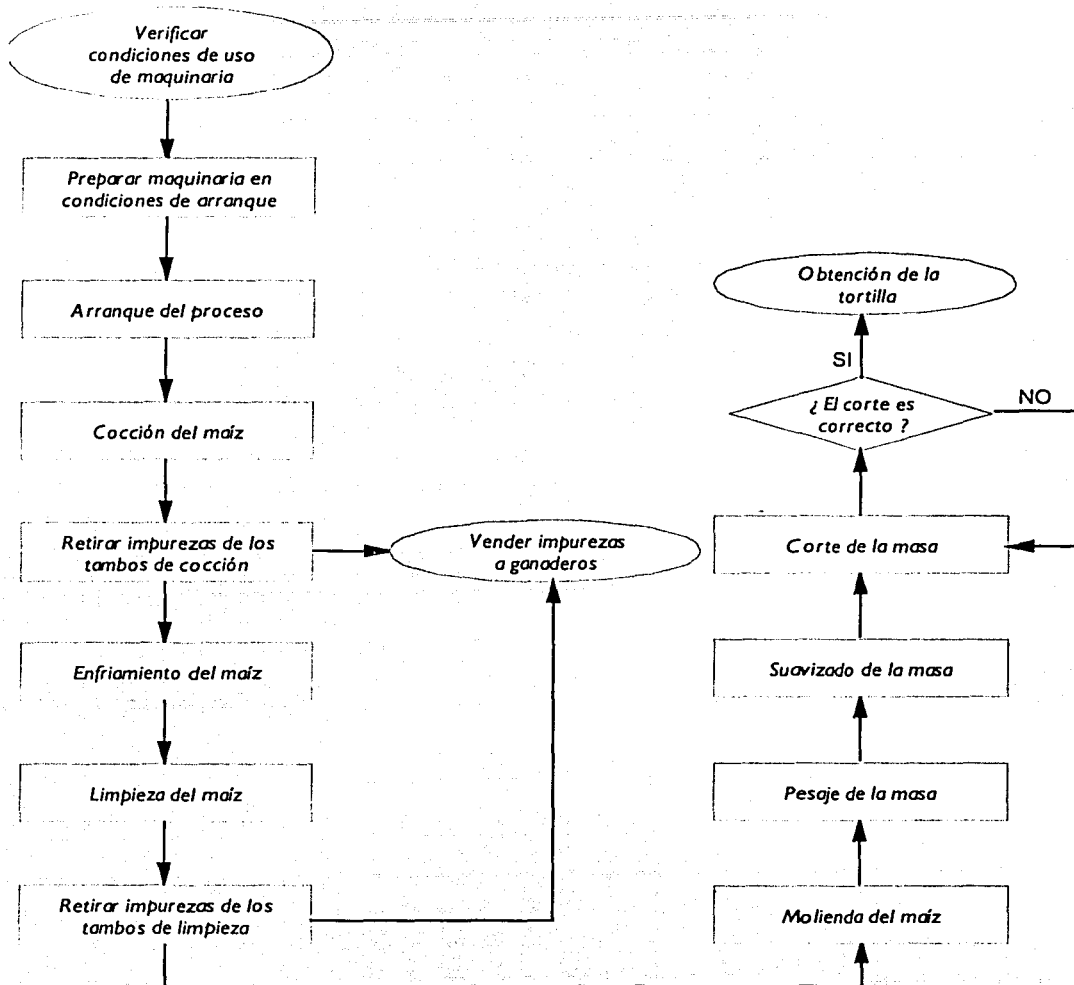 Verificar
condiciones de uso
de maquinaria
Preparar maquinaria en
condiciones de arranque
Arranque del proceso
Cocción del maíz
Retirar impurezas de los
tambos de cocción
Vender impurezas
a ganaderos
Enfriamiento del maíz
Limpieza del maíz
Retirar impurezas de los
tambos de limpieza
Obtención de la
tortilla
SI
NO
¿ El corte es
correcto ?
Corte de la masa
Suavizado de la masa
Pesaje de la masa
Molienda del maíz